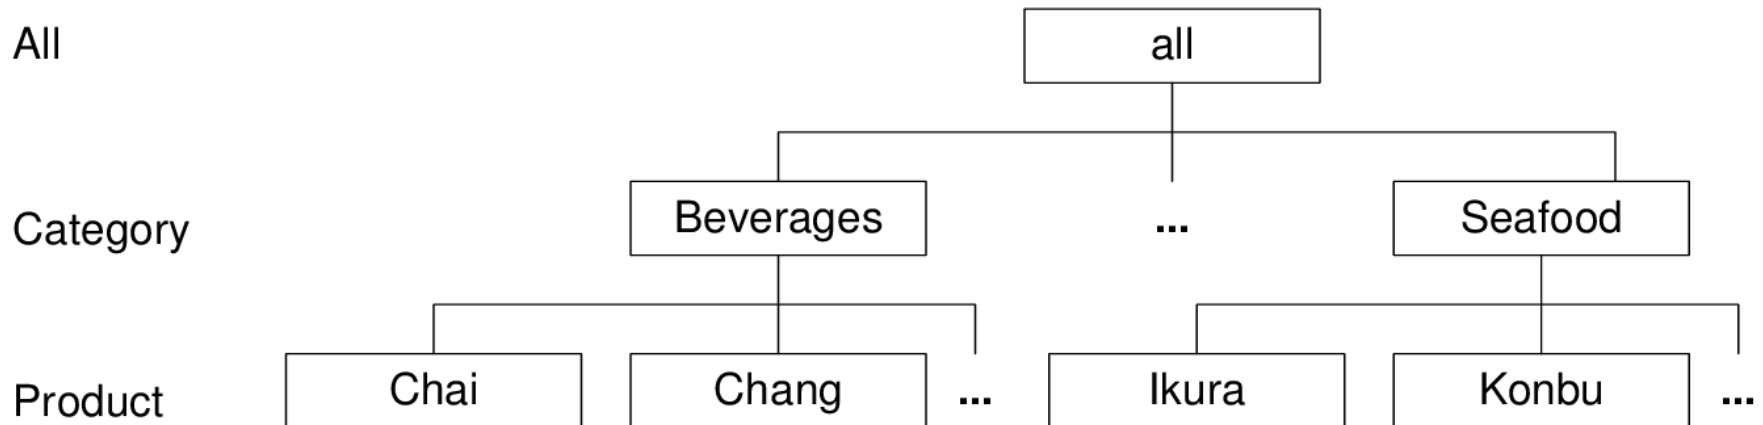 All all
Category Beverages ... Seafood
Product Chai Chang ... Ikura Konbu ...